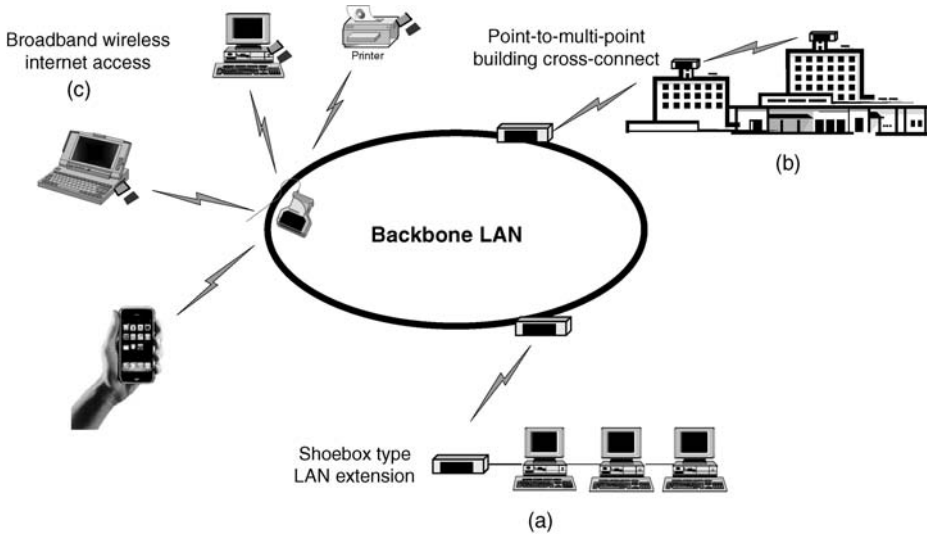 Broadband wireless
internet access
(c)
Printer
Point-to-multi-point
building cross-connect
(b)
Backbone LAN
Shoebox type
LAN extension
(a)